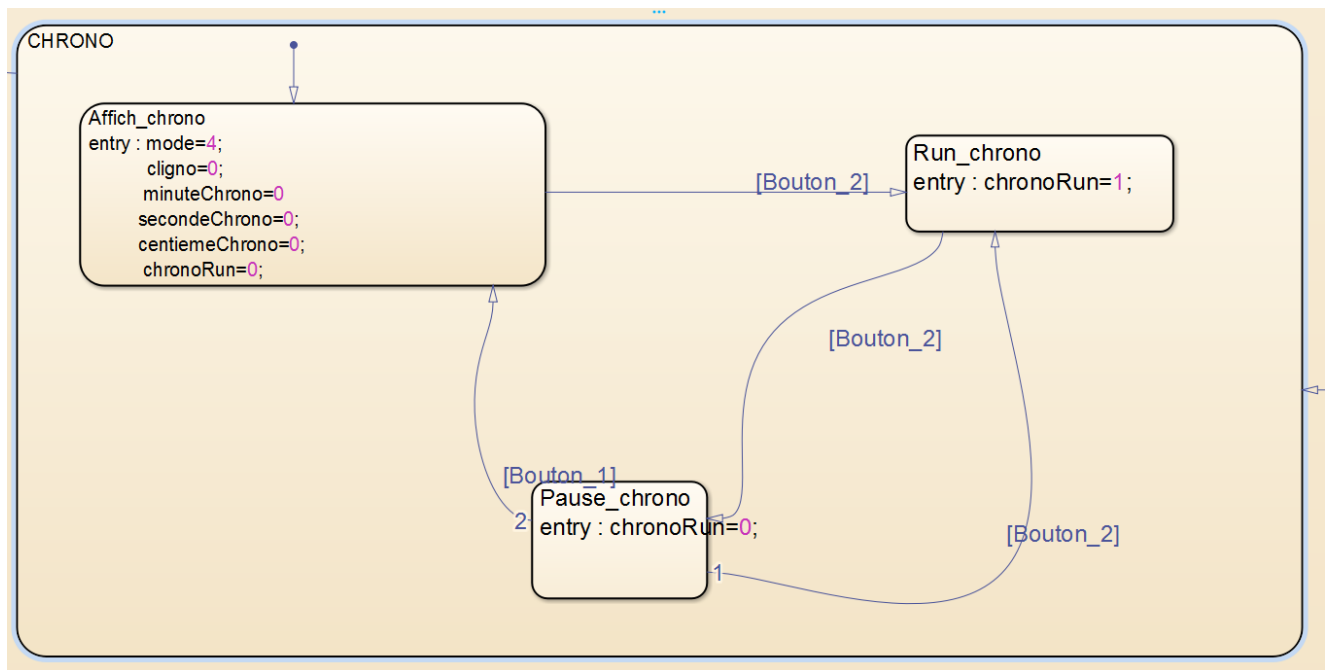 CHRONO
Affich_chrono
entry : mode=4;
cligno=0;
minuteChrono=0
secondeChrono=0;
centiemeChrono=0;
chronoRun=0;
Run_chrono
entry : chronoRun=1;
[Bouton_2]
[Bouton_2]
[Bouton_1]
Pause_chrono
entry : chronoRun=0;
2
1
[Bouton_2]